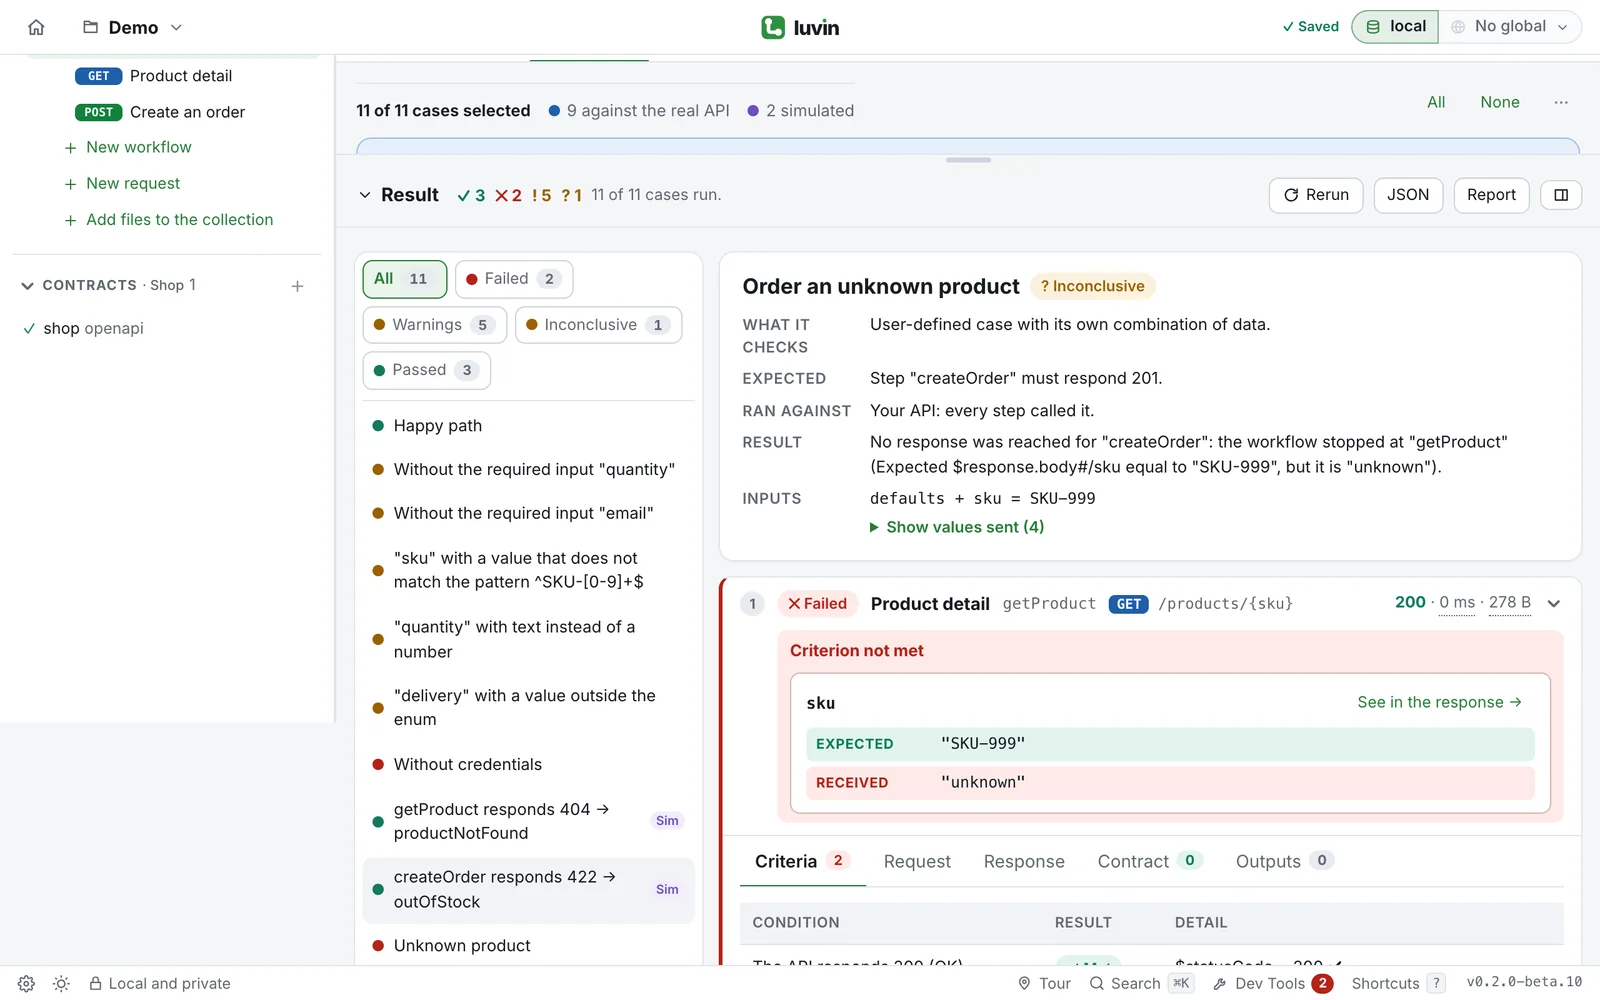 Demo
luvin
✓ Saved
local
No global
GET Product detail
POST Create an order
+ New workflow
+ New request
+ Add files to the collection
CONTRACTS · Shop 1
+
✓ shop openapi
11 of 11 cases selected
9 against the real API
2 simulated
All
None
···
Result
✓ 3 ✕ 2 ! 5 ? 1
11 of 11 cases run.
Rerun
JSON
Report
All 11
Failed 2
Warnings 5
Inconclusive 1
Passed 3
Happy path
Without the required input "quantity"
Without the required input "email"
"sku" with a value that does not
match the pattern ^SKU-[0-9]+$
"quantity" with text instead of a
number
"delivery" with a value outside the
enum
Without credentials
getProduct responds 404 →
productNotFound
Sim
createOrder responds 422 →
outOfStock
Sim
Unknown product
Order an unknown product
? Inconclusive
WHAT IT
CHECKS
User-defined case with its own combination of data.
EXPECTED
Step "createOrder" must respond 201.
RAN AGAINST
Your API: every step called it.
RESULT
No response was reached for "createOrder": the workflow stopped at "getProduct"
(Expected $response.body#/sku equal to "SKU-999", but it is "unknown").
INPUTS
defaults + sku = SKU-999
Show values sent (4)
1
✕ Failed
Product detail
getProduct
GET
/products/{sku}
200 · 0 ms · 278 B
Criterion not met
sku
See in the response →
EXPECTED "SKU-999"
RECEIVED "unknown"
Criteria 2
Request
Response
Contract 0
Outputs 0
CONDITION RESULT DETAIL
The API responds 200 (OK)
Local and private
Tour
Search ⌘K
Dev Tools 2
Shortcuts ?
v0.2.0-beta.10